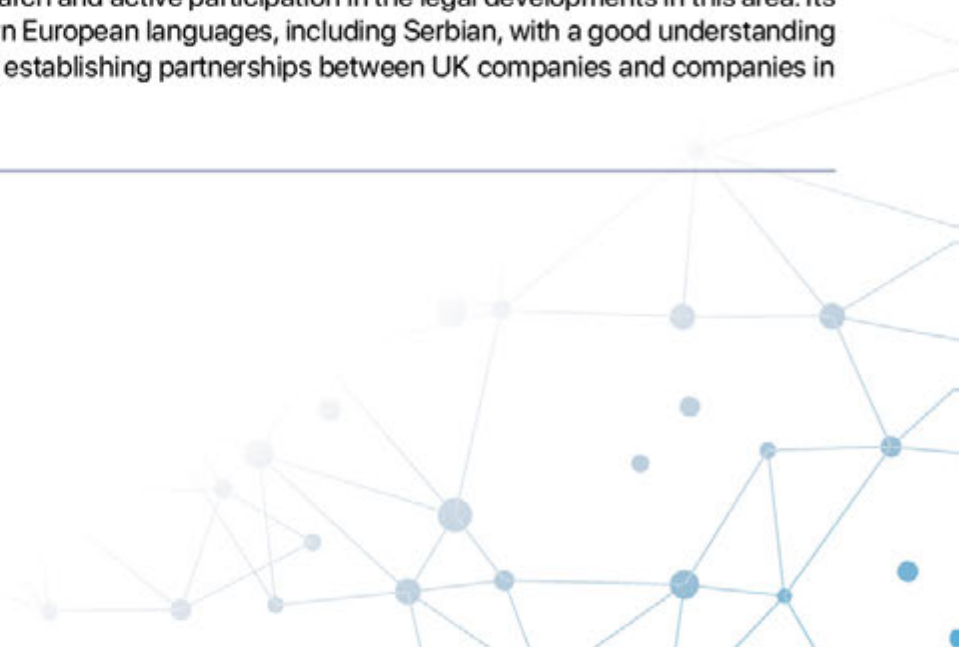 and active participation in the legal developments in this area. Its
European languages, including Serbian, with a good understanding
establishing partnerships between UK companies and companies in